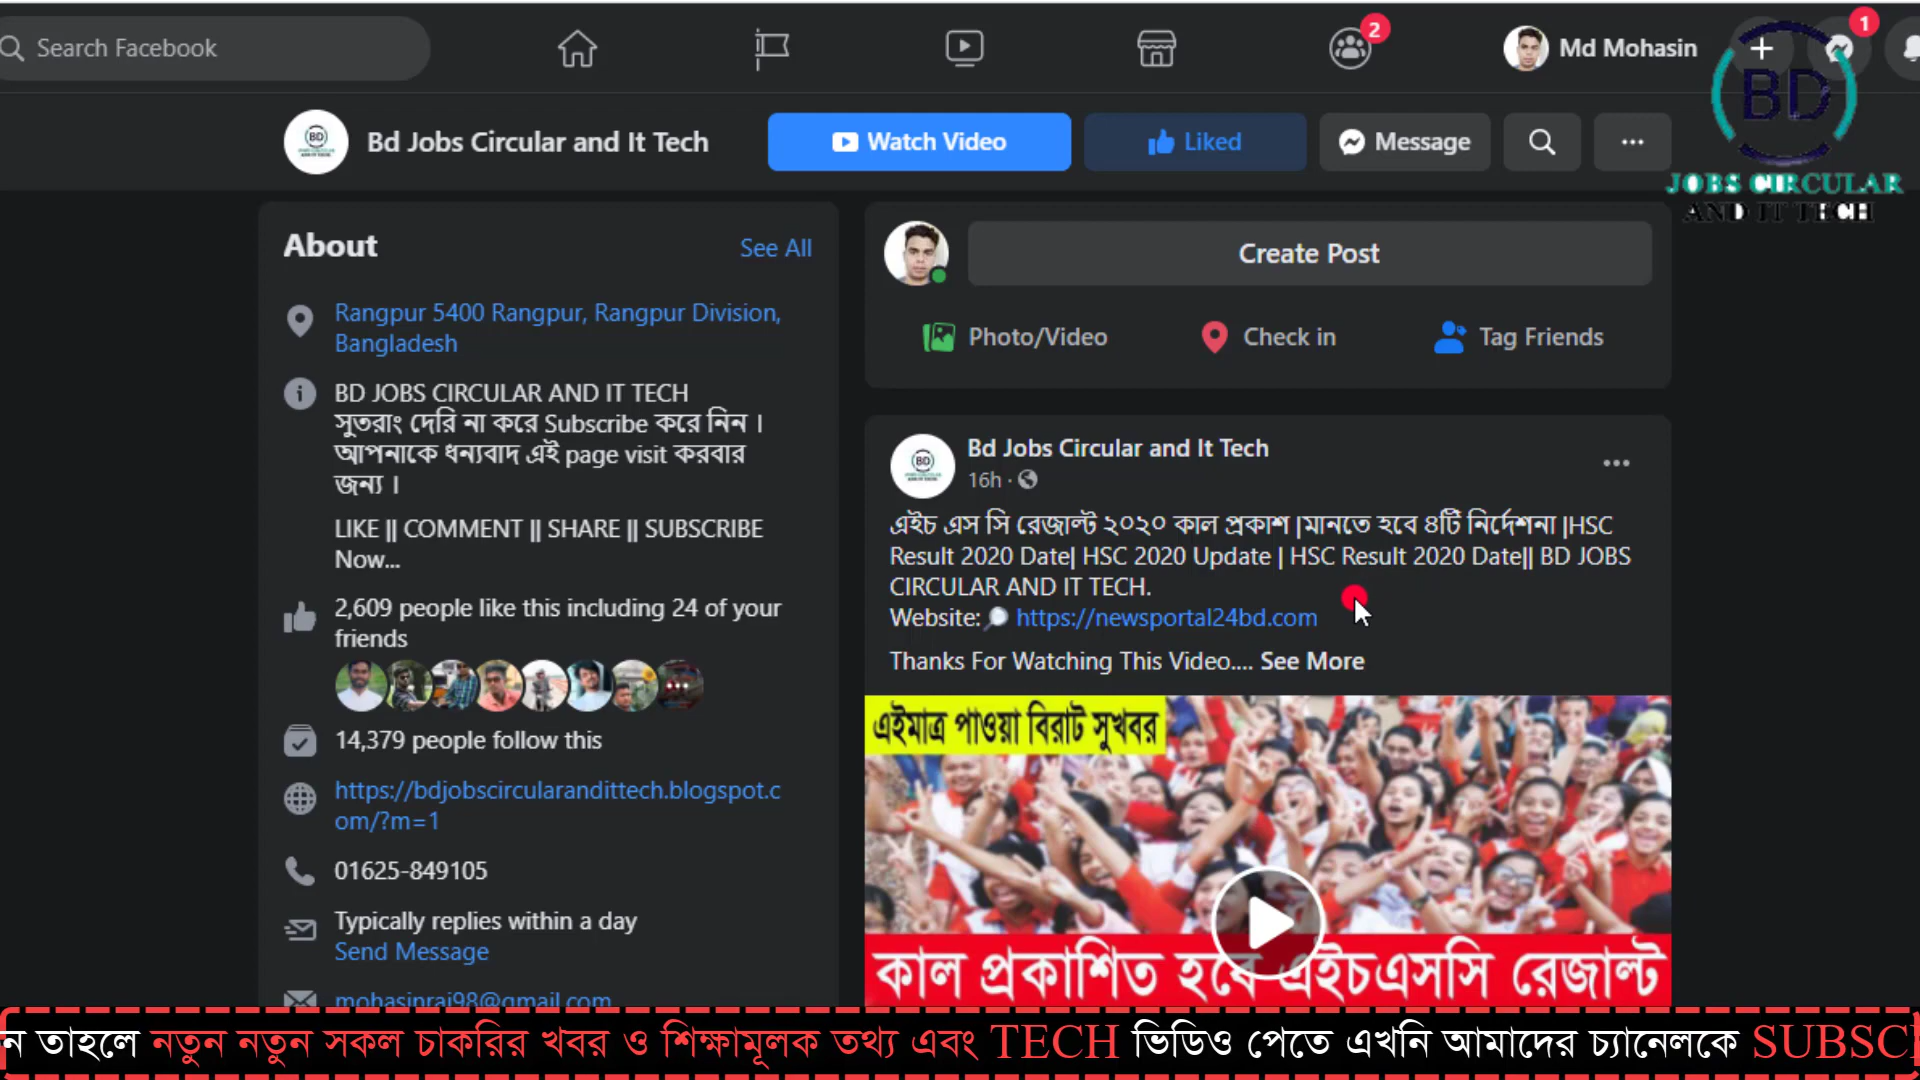 Search Facebook
2
Md Mohasin
1
BD
JOBS CIRCULAR
AND IT TECH
Bd Jobs Circular and It Tech
Watch Video
Liked
Message
About
See All
Create Post
Rangpur 5400 Rangpur, Rangpur Division,
Bangladesh
Photo/Video
Check in
Tag Friends
BD JOBS CIRCULAR AND IT TECH
সুতরাং দেরি না করে Subscribe করে নিন ।
আপনাকে ধন্যবাদ এই page visit করবার
জন্য ।
LIKE || COMMENT || SHARE || SUBSCRIBE
Now...
2,609 people like this including 24 of your
friends
14,379 people follow this
https://bdjobscircularandittech.blogspot.c
om/?m=1
01625-849105
Typically replies within a day
Send Message
mohasinraj98@gmail.com
Bd Jobs Circular and It Tech
16h ·
এইচ এস সি রেজাল্ট ২০২০ কাল প্রকাশ |মানতে হবে ৪টি নির্দেশনা |HSC
Result 2020 Date| HSC 2020 Update | HSC Result 2020 Date|| BD JOBS
CIRCULAR AND IT TECH.
Website:🔎 https://newsportal24bd.com
Thanks For Watching This Video.... See More
এইমাত্র পাওয়া বিরাট সুখবর
কাল প্রকাশিত হবে এইচএসসি রেজাল্ট
ন তাহলে নতুন নতুন সকল চাকরির খবর ও শিক্ষামূলক তথ্য এবং TECH ভিডিও পেতে এখনি আমাদের চ্যানেলকে SUBSC